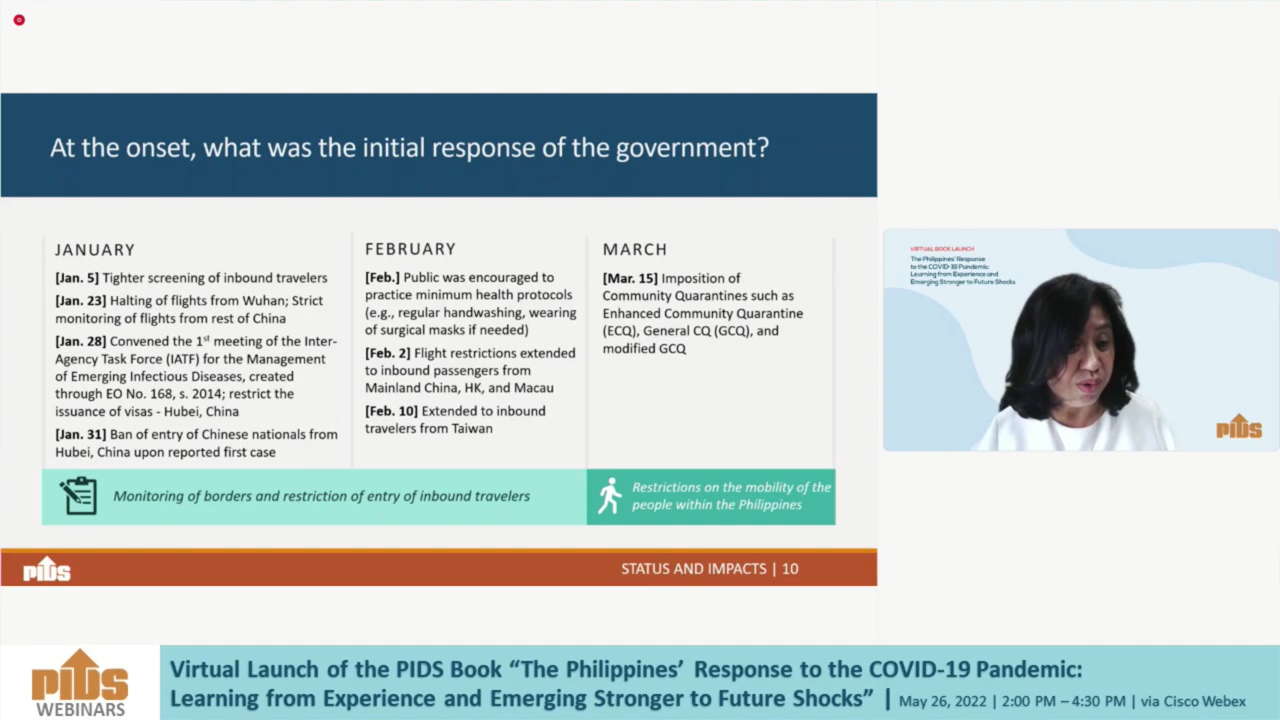 At the onset, what was the initial response of the government?
JANUARY
[Jan. 5] Tighter screening of inbound travelers
[Jan. 23] Halting of flights from Wuhan; Strict
monitoring of flights from rest of China
[Jan. 28] Convened the 1st meeting of the Inter-
Agency Task Force (IATF) for the Management
of Emerging Infectious Diseases, created
through EO No. 168, s. 2014; restrict the
issuance of visas - Hubei, China
[Jan. 31] Ban of entry of Chinese nationals from
Hubei, China upon reported first case
FEBRUARY
[Feb.] Public was encouraged to
practice minimum health protocols
(e.g., regular handwashing, wearing
of surgical masks if needed)
[Feb. 2] Flight restrictions extended
to inbound passengers from
Mainland China, HK, and Macau
[Feb. 10] Extended to inbound
travelers from Taiwan
MARCH
[Mar. 15] Imposition of
Community Quarantines such as
Enhanced Community Quarantine
(ECQ), General CQ (GCQ), and
modified GCQ
Monitoring of borders and restriction of entry of inbound travelers
Restrictions on the mobility of the
people within the Philippines
PIDS
STATUS AND IMPACTS | 10
VIRTUAL BOOK LAUNCH
The Philippines' Response
to the COVID-19 Pandemic:
Learning from Experience and
Emerging Stronger to Future Shocks
PIDS
PIDS
WEBINARS
Virtual Launch of the PIDS Book “The Philippines’ Response to the COVID-19 Pandemic:
Learning from Experience and Emerging Stronger to Future Shocks” | May 26, 2022 | 2:00 PM – 4:30 PM | via Cisco Webex